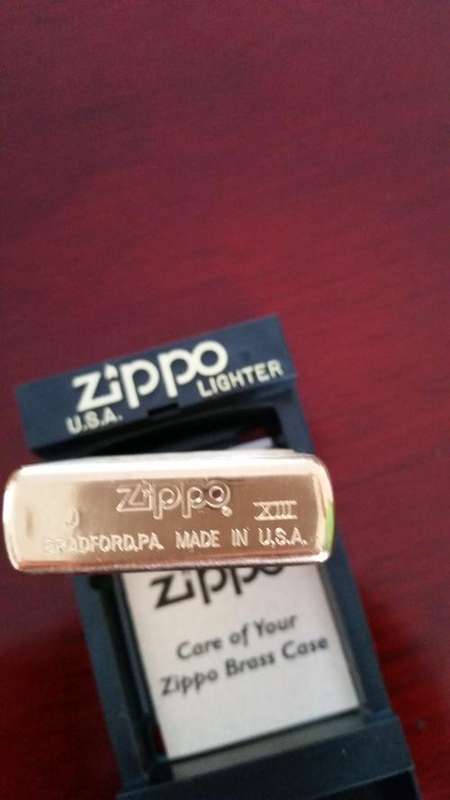 zippo
LIGHTER
U.S.A.
zippo
J
XIII
BRADFORD,PA. MADE IN U.S.A.
zippo
Care of Your
Zippo Brass Case